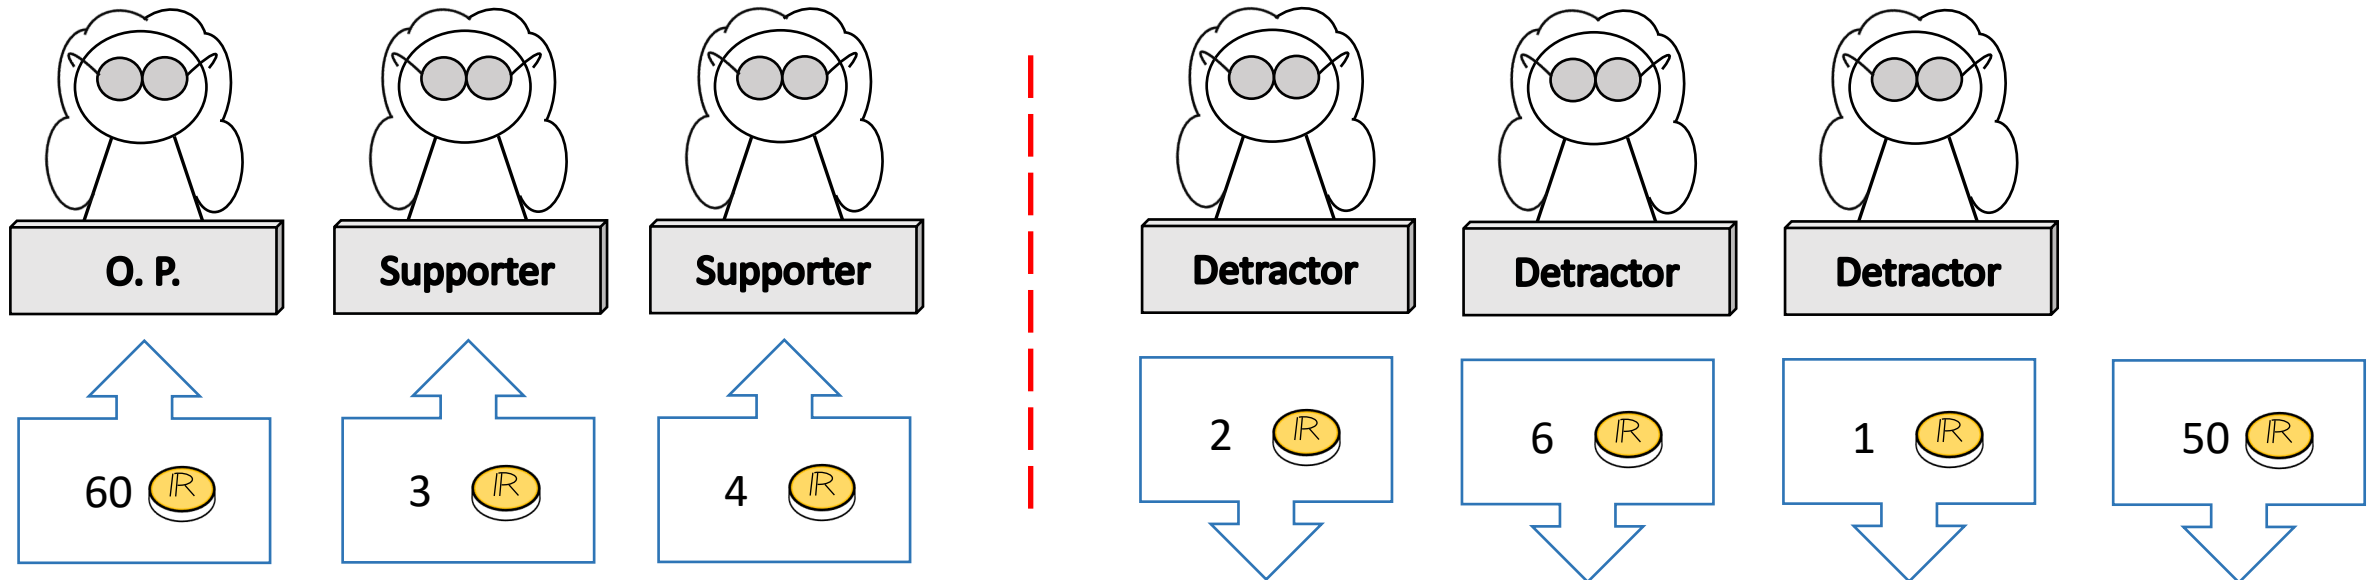 O. P.
Supporter
Supporter
Detractor
Detractor
Detractor
60 R
3 R
4 R
2 R
6 R
1 R
50 R